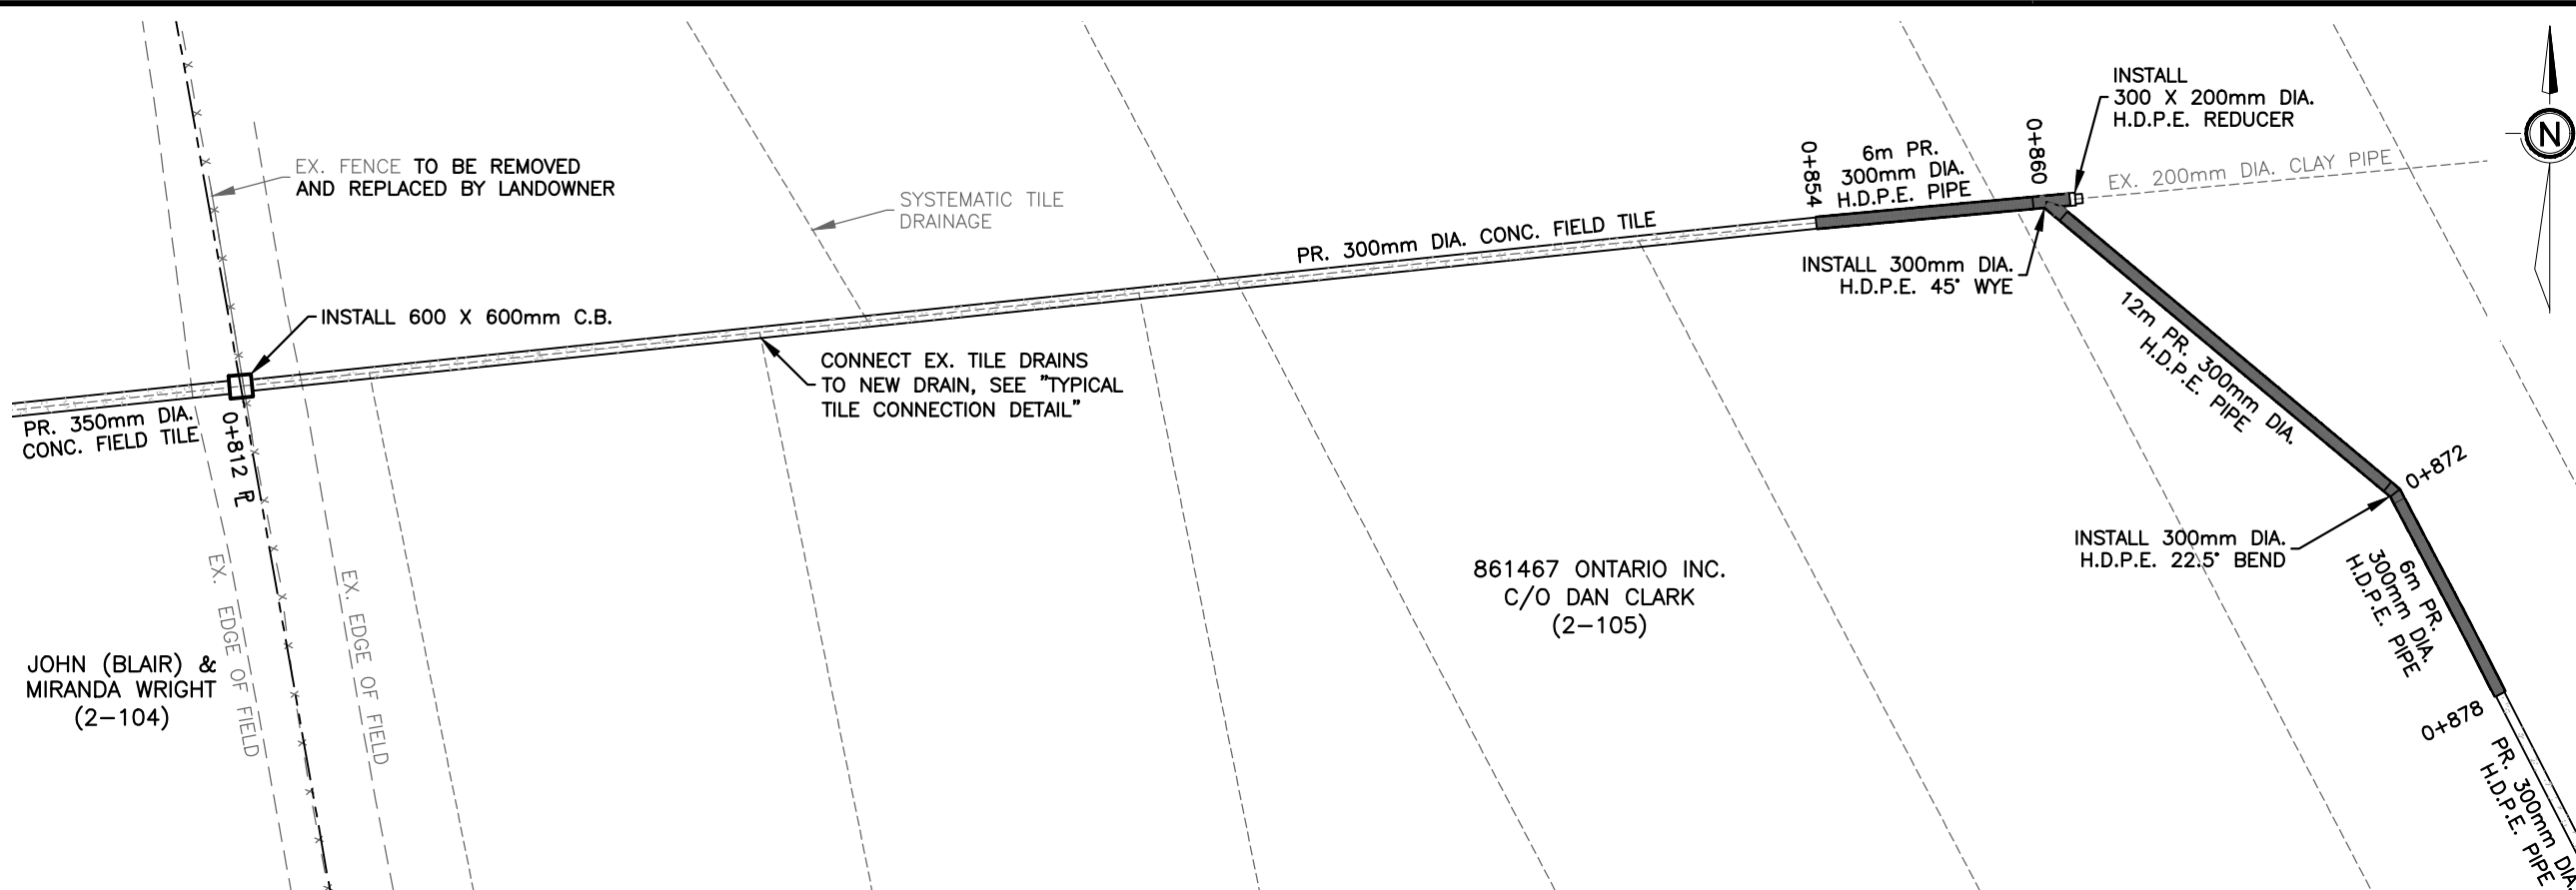 EX. FENCE TO BE REMOVED
AND REPLACED BY LANDOWNER
SYSTEMATIC TILE
DRAINAGE
INSTALL
300 X 200mm DIA.
H.D.P.E. REDUCER
N
0+854
6m PR.
300mm DIA.
H.D.P.E. PIPE
0+860
EX. 200mm DIA. CLAY PIPE
PR. 300mm DIA. CONC. FIELD TILE
INSTALL 300mm DIA.
H.D.P.E. 45° WYE
INSTALL 600 X 600mm C.B.
CONNECT EX. TILE DRAINS
TO NEW DRAIN, SEE "TYPICAL
TILE CONNECTION DETAIL"
12m PR. 300mm DIA.
H.D.P.E. PIPE
PR. 350mm DIA.
CONC. FIELD TILE
0+812 PL
0+872
INSTALL 300mm DIA.
H.D.P.E. 22.5° BEND
6m PR.
300mm DIA.
H.D.P.E. PIPE
861467 ONTARIO INC.
C/O DAN CLARK
(2-105)
EX. EDGE OF FIELD
EX. EDGE OF FIELD
JOHN (BLAIR) &
MIRANDA WRIGHT
(2-104)
0+878
PR. 300mm DIA.
H.D.P.E. PIPE